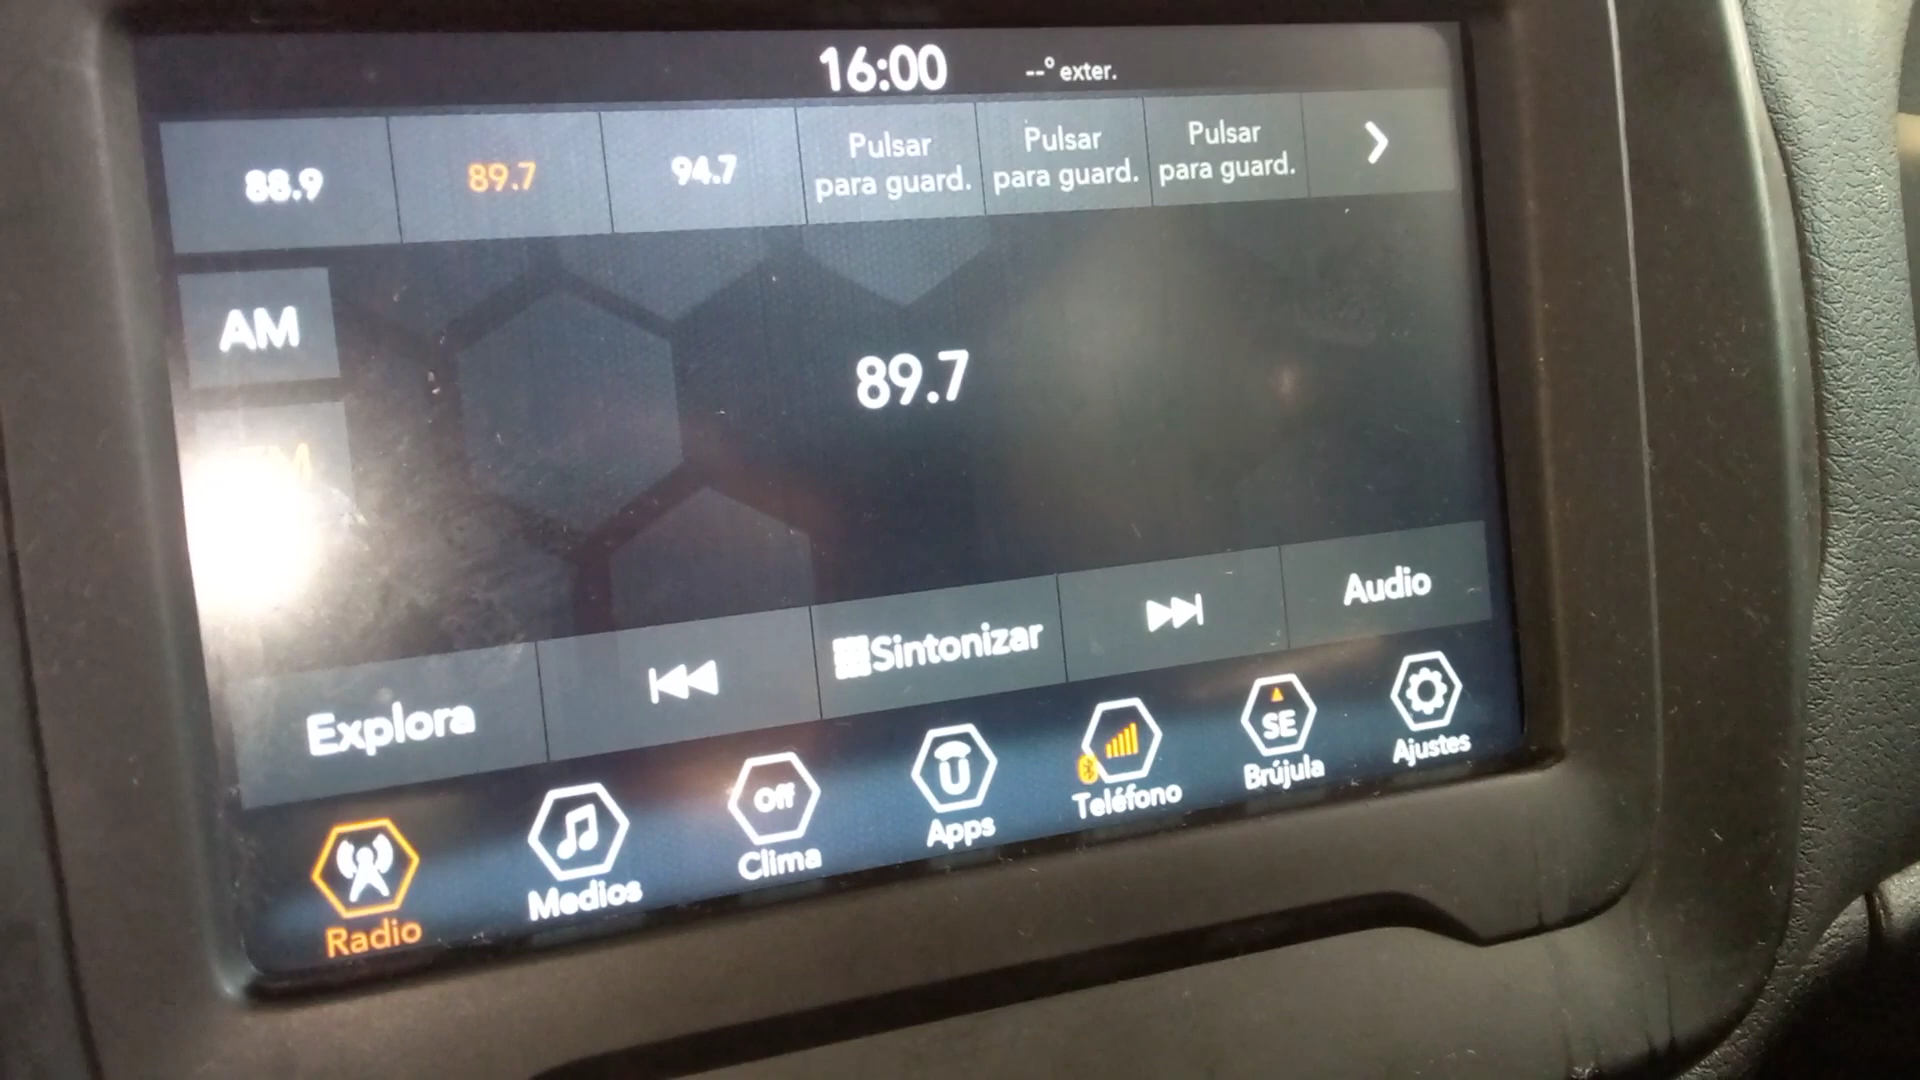 16:00 --° exter.
88.9 89.7 94.7 Pulsar para guard. Pulsar para guard. Pulsar para guard.
AM
89.7
Explora Sintonizar Audio
Off U SE
Radio Medios Clima Apps Teléfono Brújula Ajustes